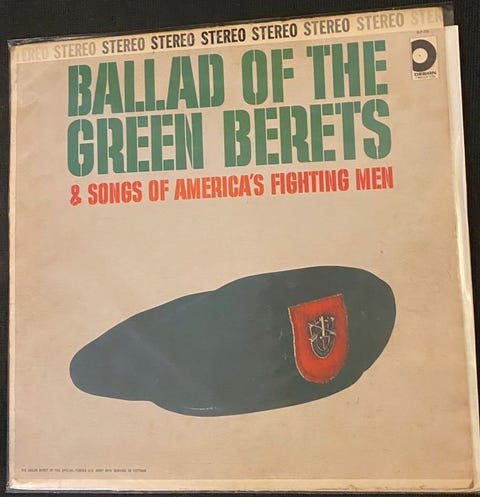 STEREO STEREO STEREO STEREO STEREO STEREO STEREO STEREO STER
BALLAD OF THE
GREEN BERETS
& SONGS OF AMERICA'S FIGHTING MEN
DESIGN